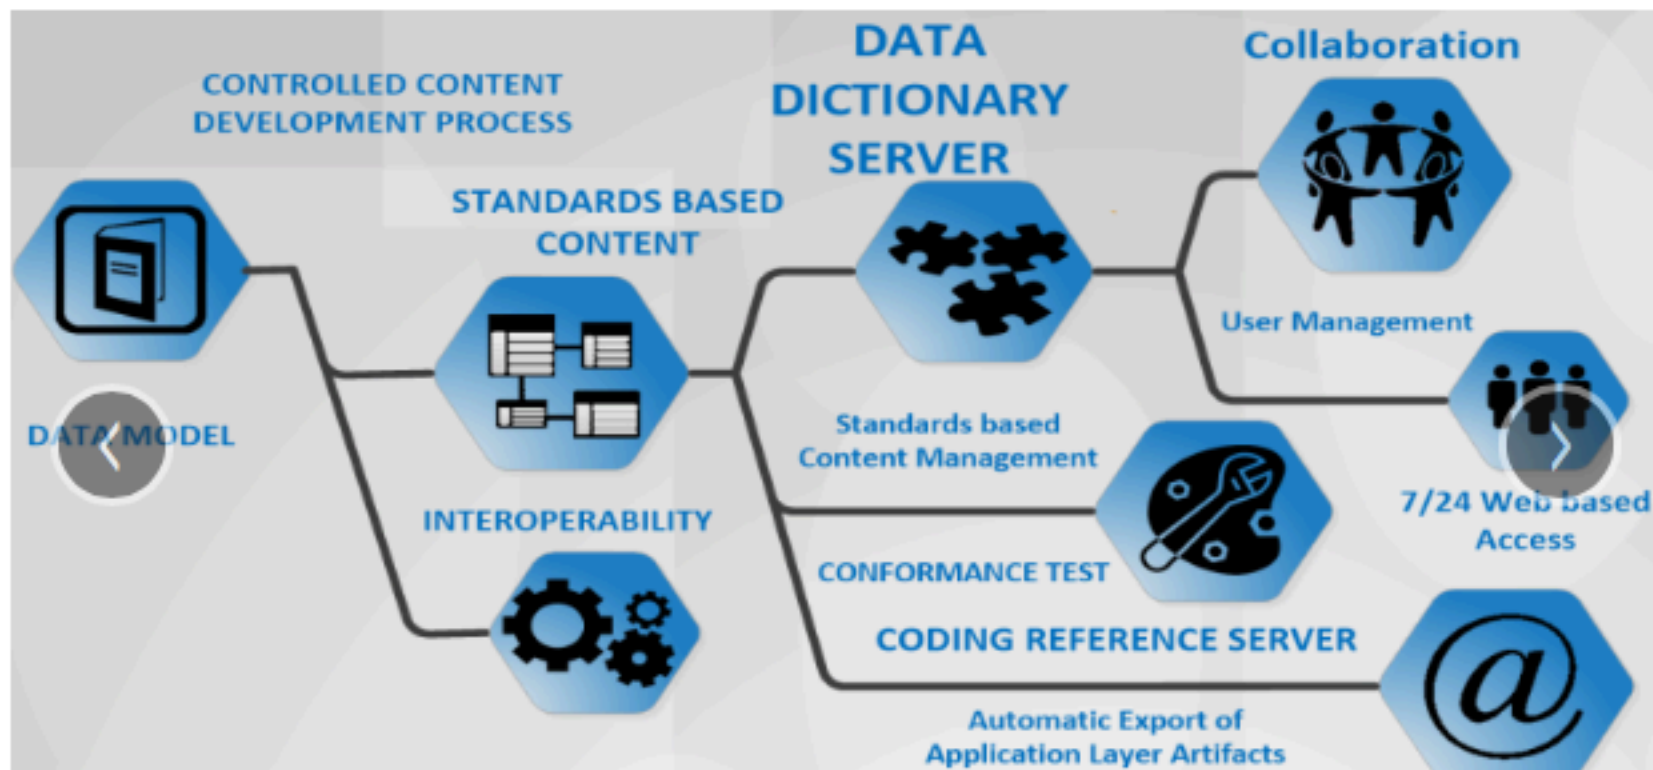 CONTROLLED CONTENT
DEVELOPMENT PROCESS
DATA MODEL
STANDARDS BASED
CONTENT
INTEROPERABILITY
DATA
DICTIONARY
SERVER
Collaboration
User Management
Standards based
Content Management
7/24 Web based
Access
CONFORMANCE TEST
CODING REFERENCE SERVER
@
Automatic Export of
Application Layer Artifacts